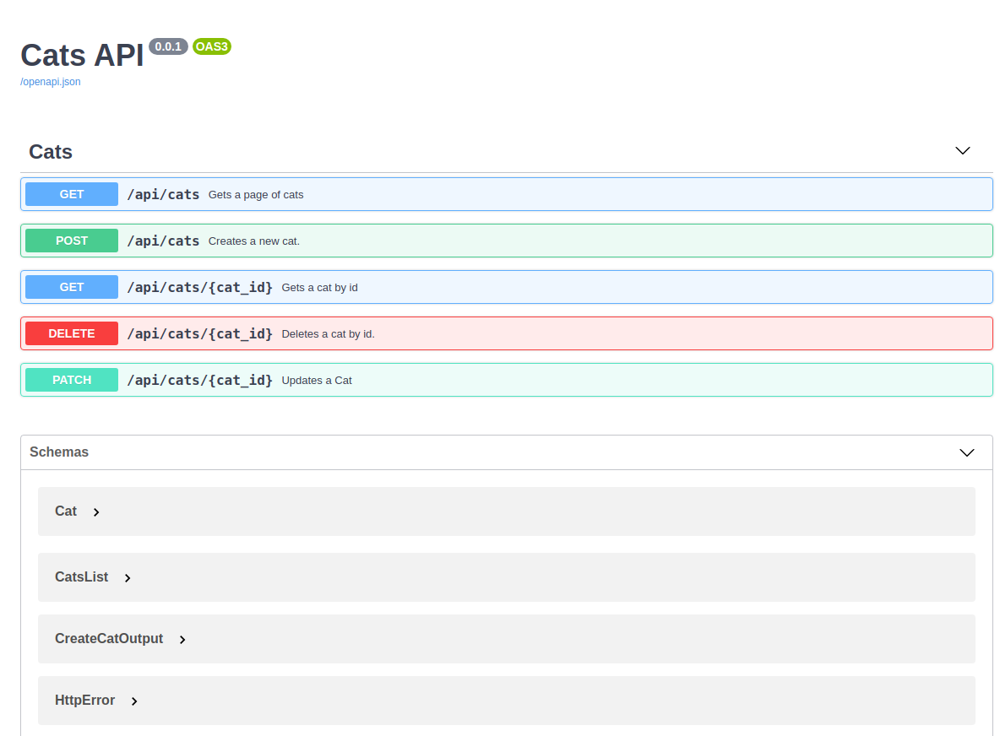 Cats API 0.0.1 OAS3
/openapi.json
Cats
GET /api/cats Gets a page of cats
POST /api/cats Creates a new cat.
GET /api/cats/{cat_id} Gets a cat by id
DELETE /api/cats/{cat_id} Deletes a cat by id.
PATCH /api/cats/{cat_id} Updates a Cat
Schemas
Cat
CatsList
CreateCatOutput
HttpError